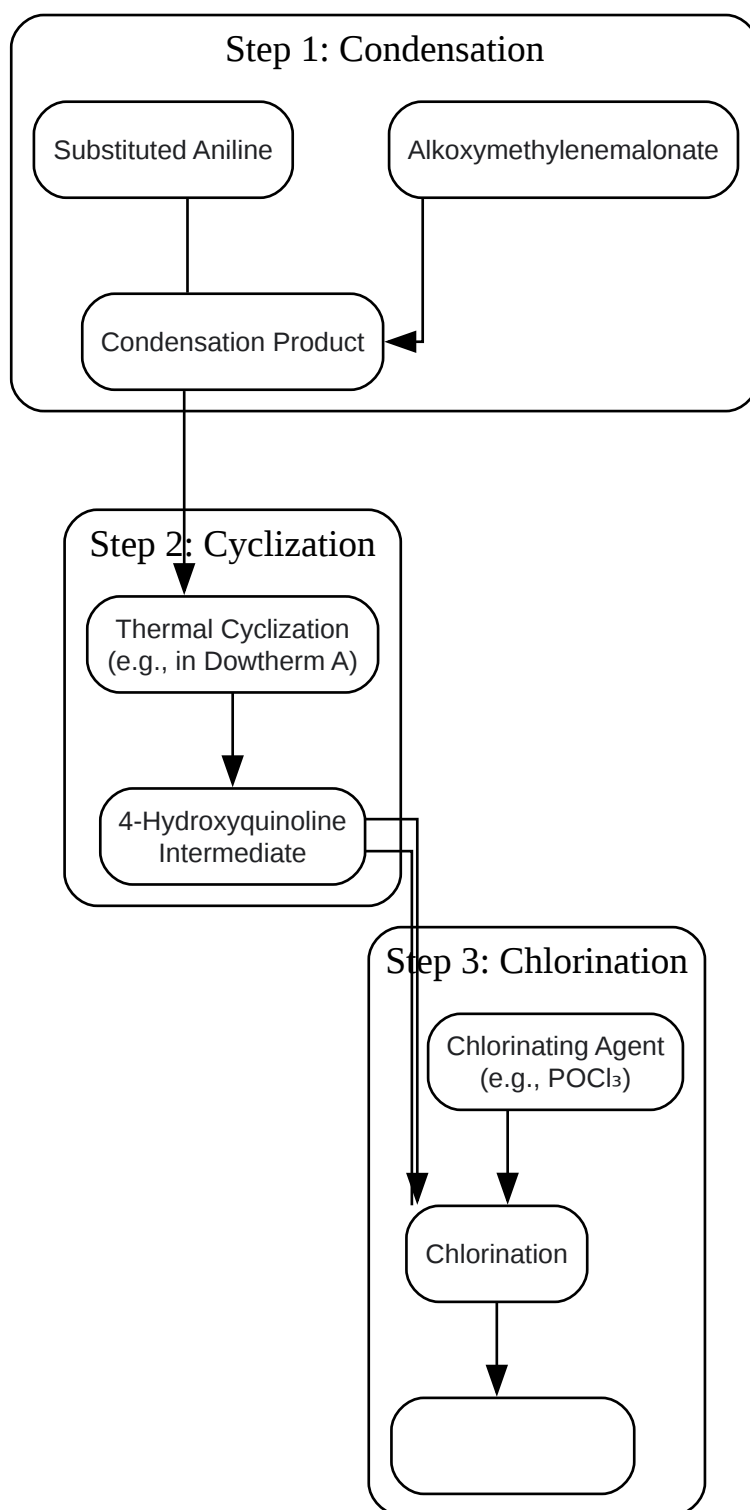 Step 1: Condensation
Substituted Aniline
Alkoxymethylenemalonate
Condensation Product
Step 2: Cyclization
Thermal Cyclization
(e.g., in Dowtherm A)
4-Hydroxyquinoline
Intermediate
Step 3: Chlorination
Chlorinating Agent
(e.g., POCl₃)
Chlorination